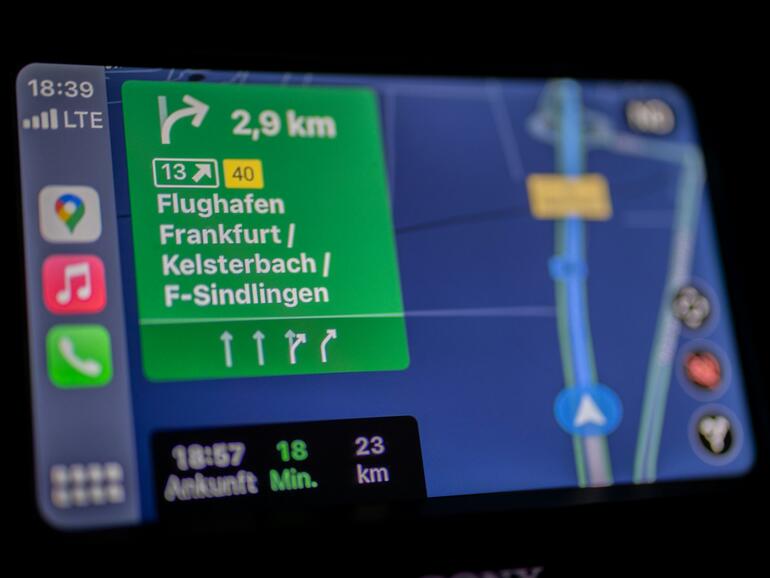 18:39
LTE
2,9 km
13 40
Flughafen
Frankfurt /
Kelsterbach /
F-Sindlingen
18:57 18 23
Ankunft Min. km
SONY